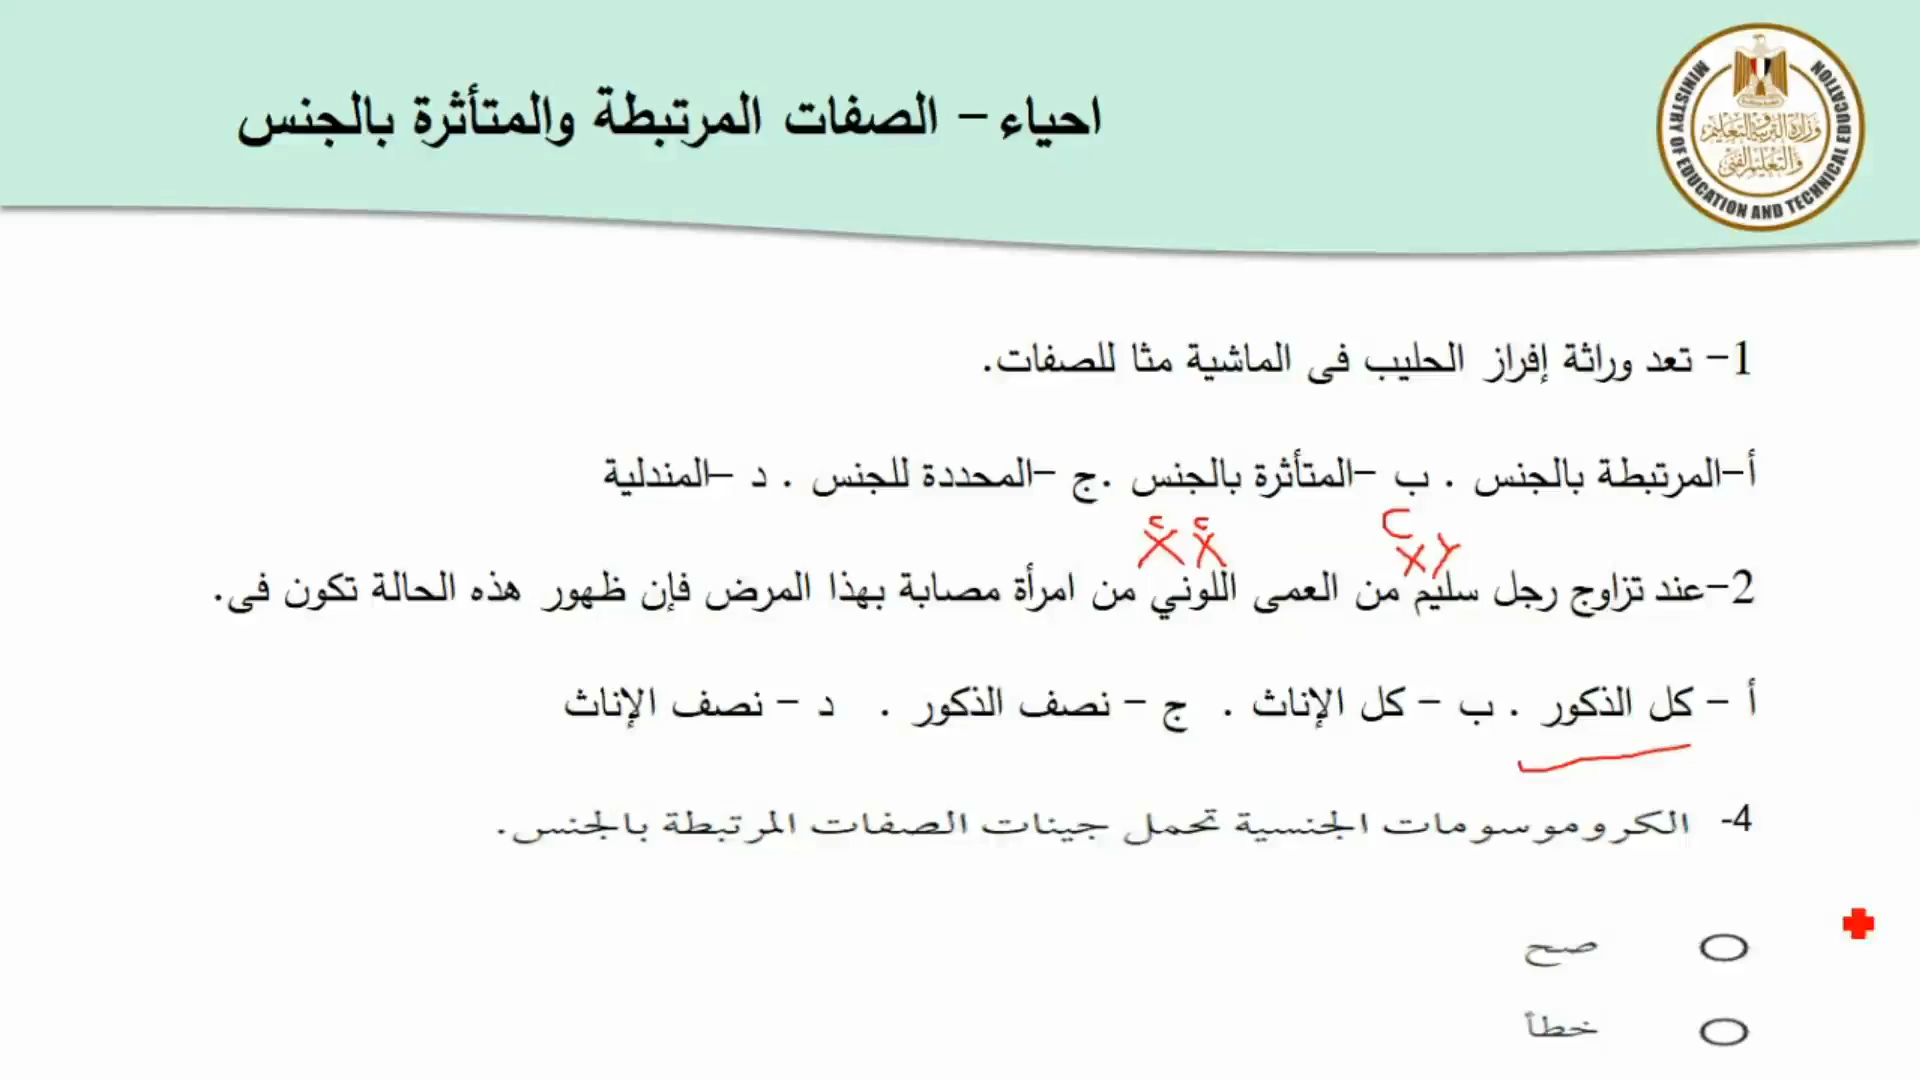 احياء – الصفات المرتبطة والمتأثرة بالجنس
MINISTRY OF EDUCATION AND TECHNICAL EDUCATION
وزارة التربية والتعليم
والتعليم الفني
1- تعد وراثة إفراز الحليب فى الماشية مثا للصفات.
أ-المرتبطة بالجنس . ب -المتأثرة بالجنس .ج -المحددة للجنس . د -المندلية
C
X Y
c c
X X
2-عند تزاوج رجل سليم من العمى اللوني من امرأة مصابة بهذا المرض فإن ظهور هذه الحالة تكون فى.
أ - كل الذكور . ب - كل الإناث . ج - نصف الذكور . د - نصف الإناث
4- الكروموسومات الجنسية تحمل جينات الصفات المرتبطة بالجنس.
صح
خطأ